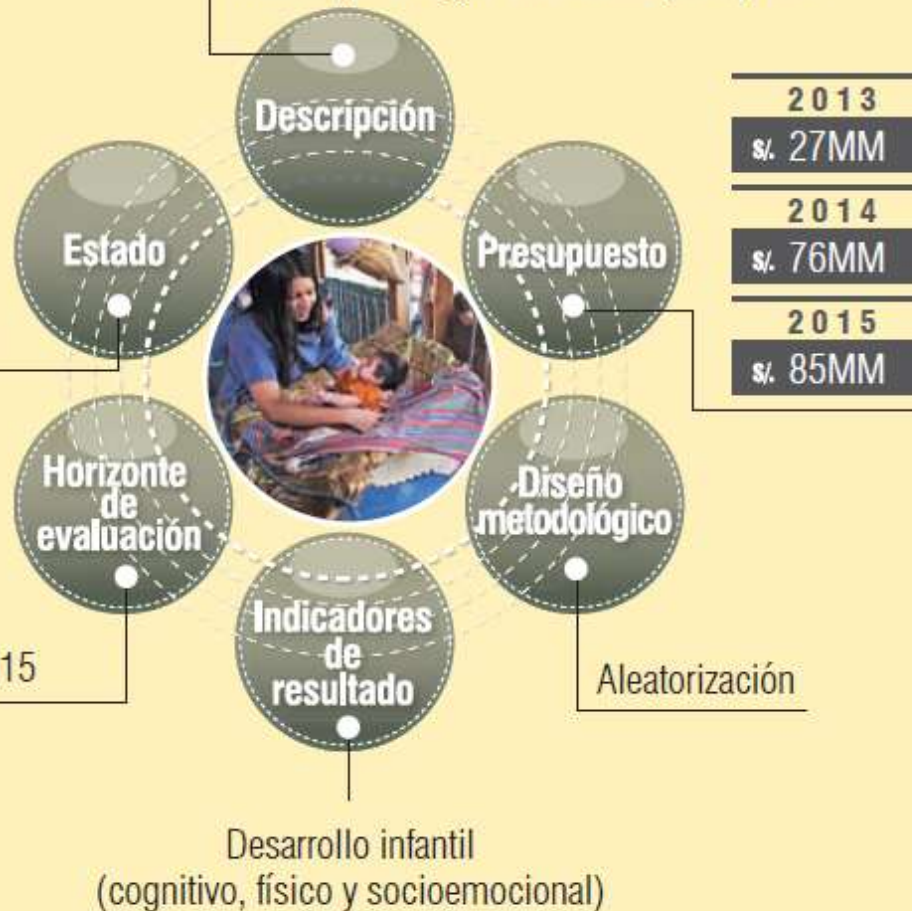 Descripción
2013
s/. 27MM
2014
s/. 76MM
2015
s/. 85MM
Estado
Presupuesto
Horizonte
de
evaluación
Diseño
metodológico
Indicadores
de
resultado
15
Aleatorización
Desarrollo infantil
(cognitivo, físico y socioemocional)